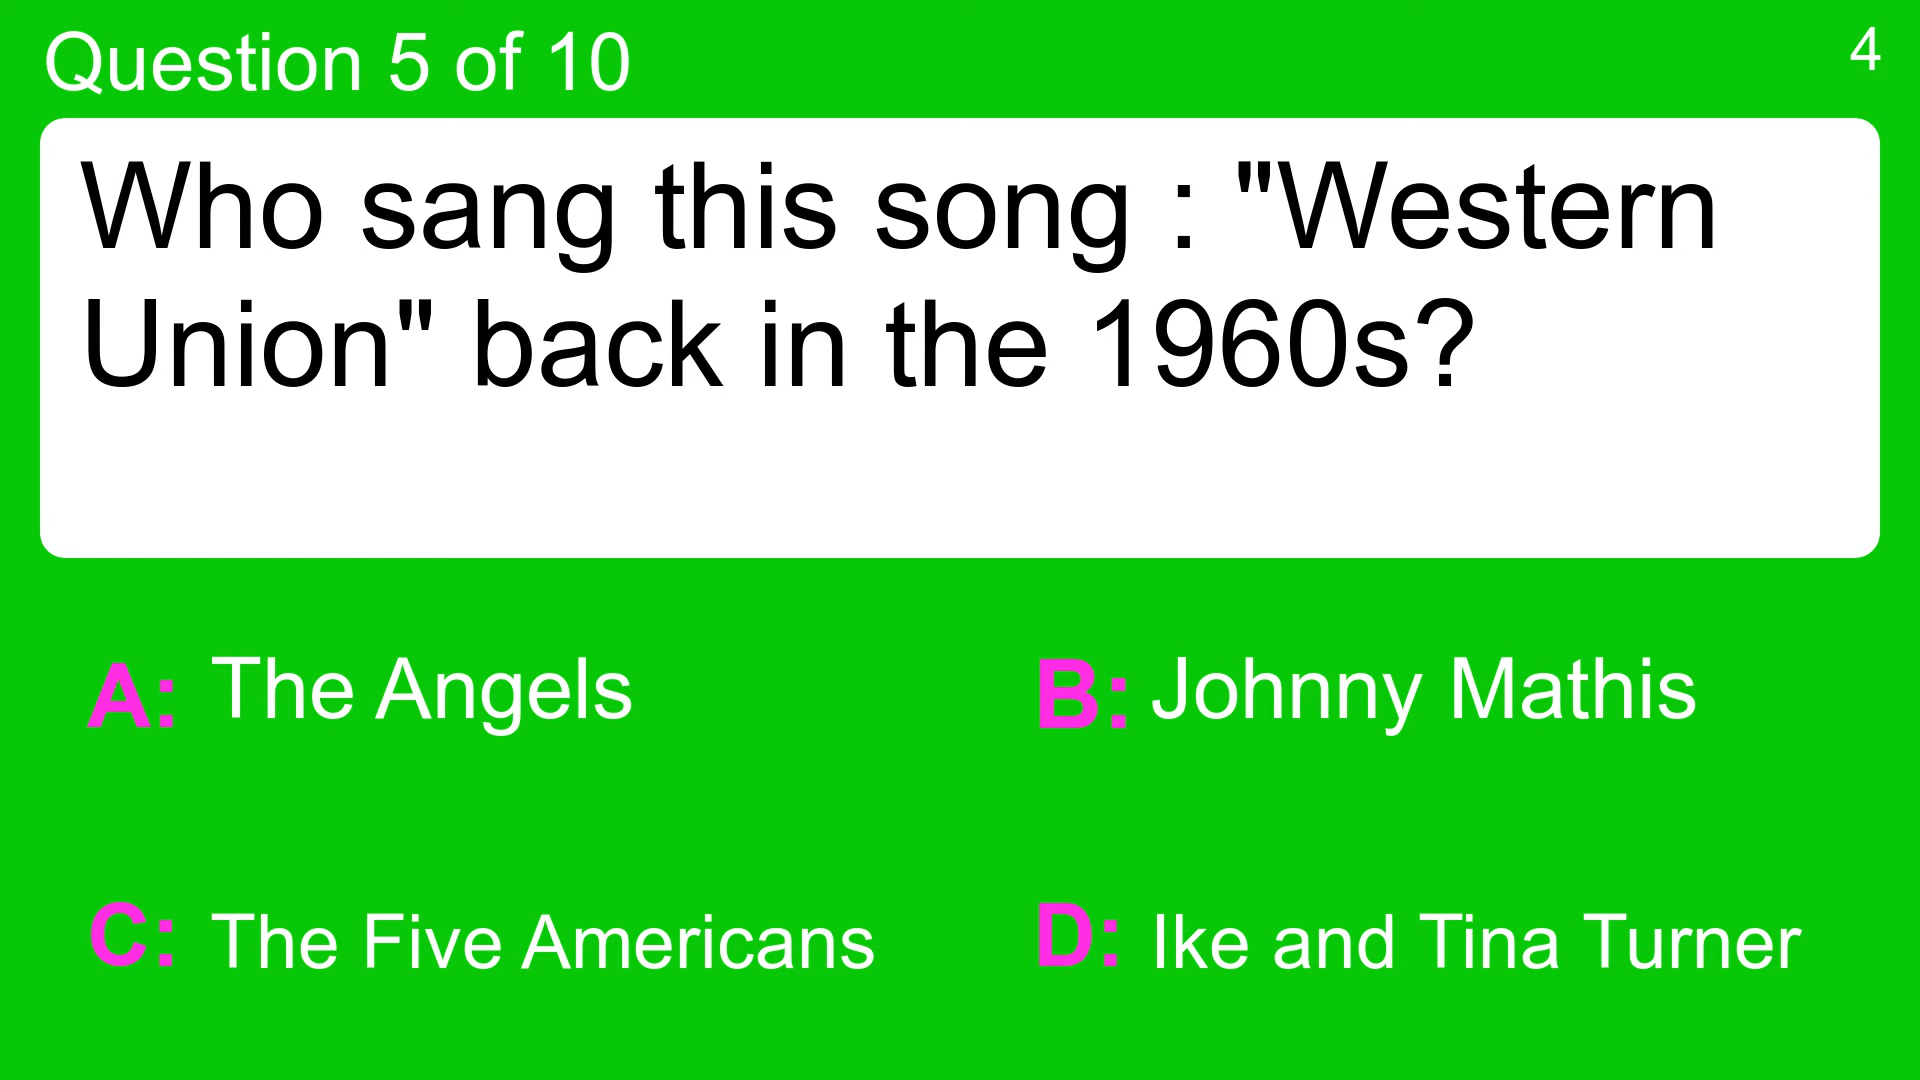 Question 5 of 10
4
Who sang this song : "Western
Union" back in the 1960s?
A: The Angels
B: Johnny Mathis
C: The Five Americans
D: Ike and Tina Turner